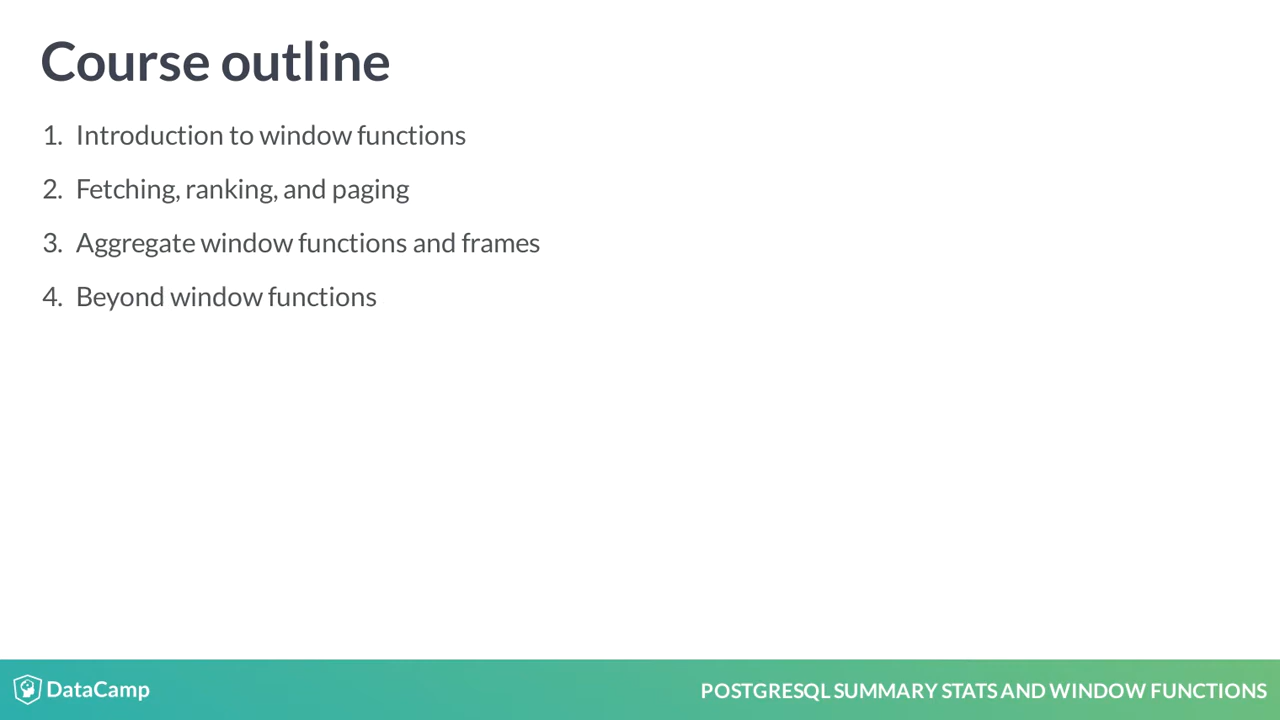 Course outline
1. Introduction to window functions
2. Fetching, ranking, and paging
3. Aggregate window functions and frames
4. Beyond window functions
DataCamp
POSTGRESQL SUMMARY STATS AND WINDOW FUNCTIONS